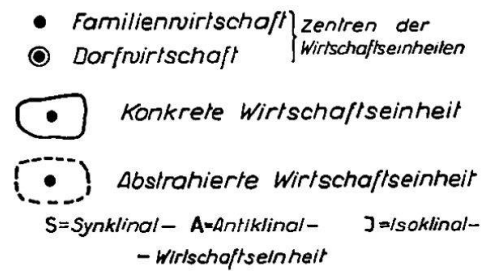 Familienwirtschaft
Zentren der
Wirtschaftseinheiten
Dorfwirtschaft
Konkrete Wirtschaftseinheit
Abstrahierte Wirtschaftseinheit
S=Synklinal– A=Antiklinal– J=Isoklinal–
– Wirtschaftseinheit